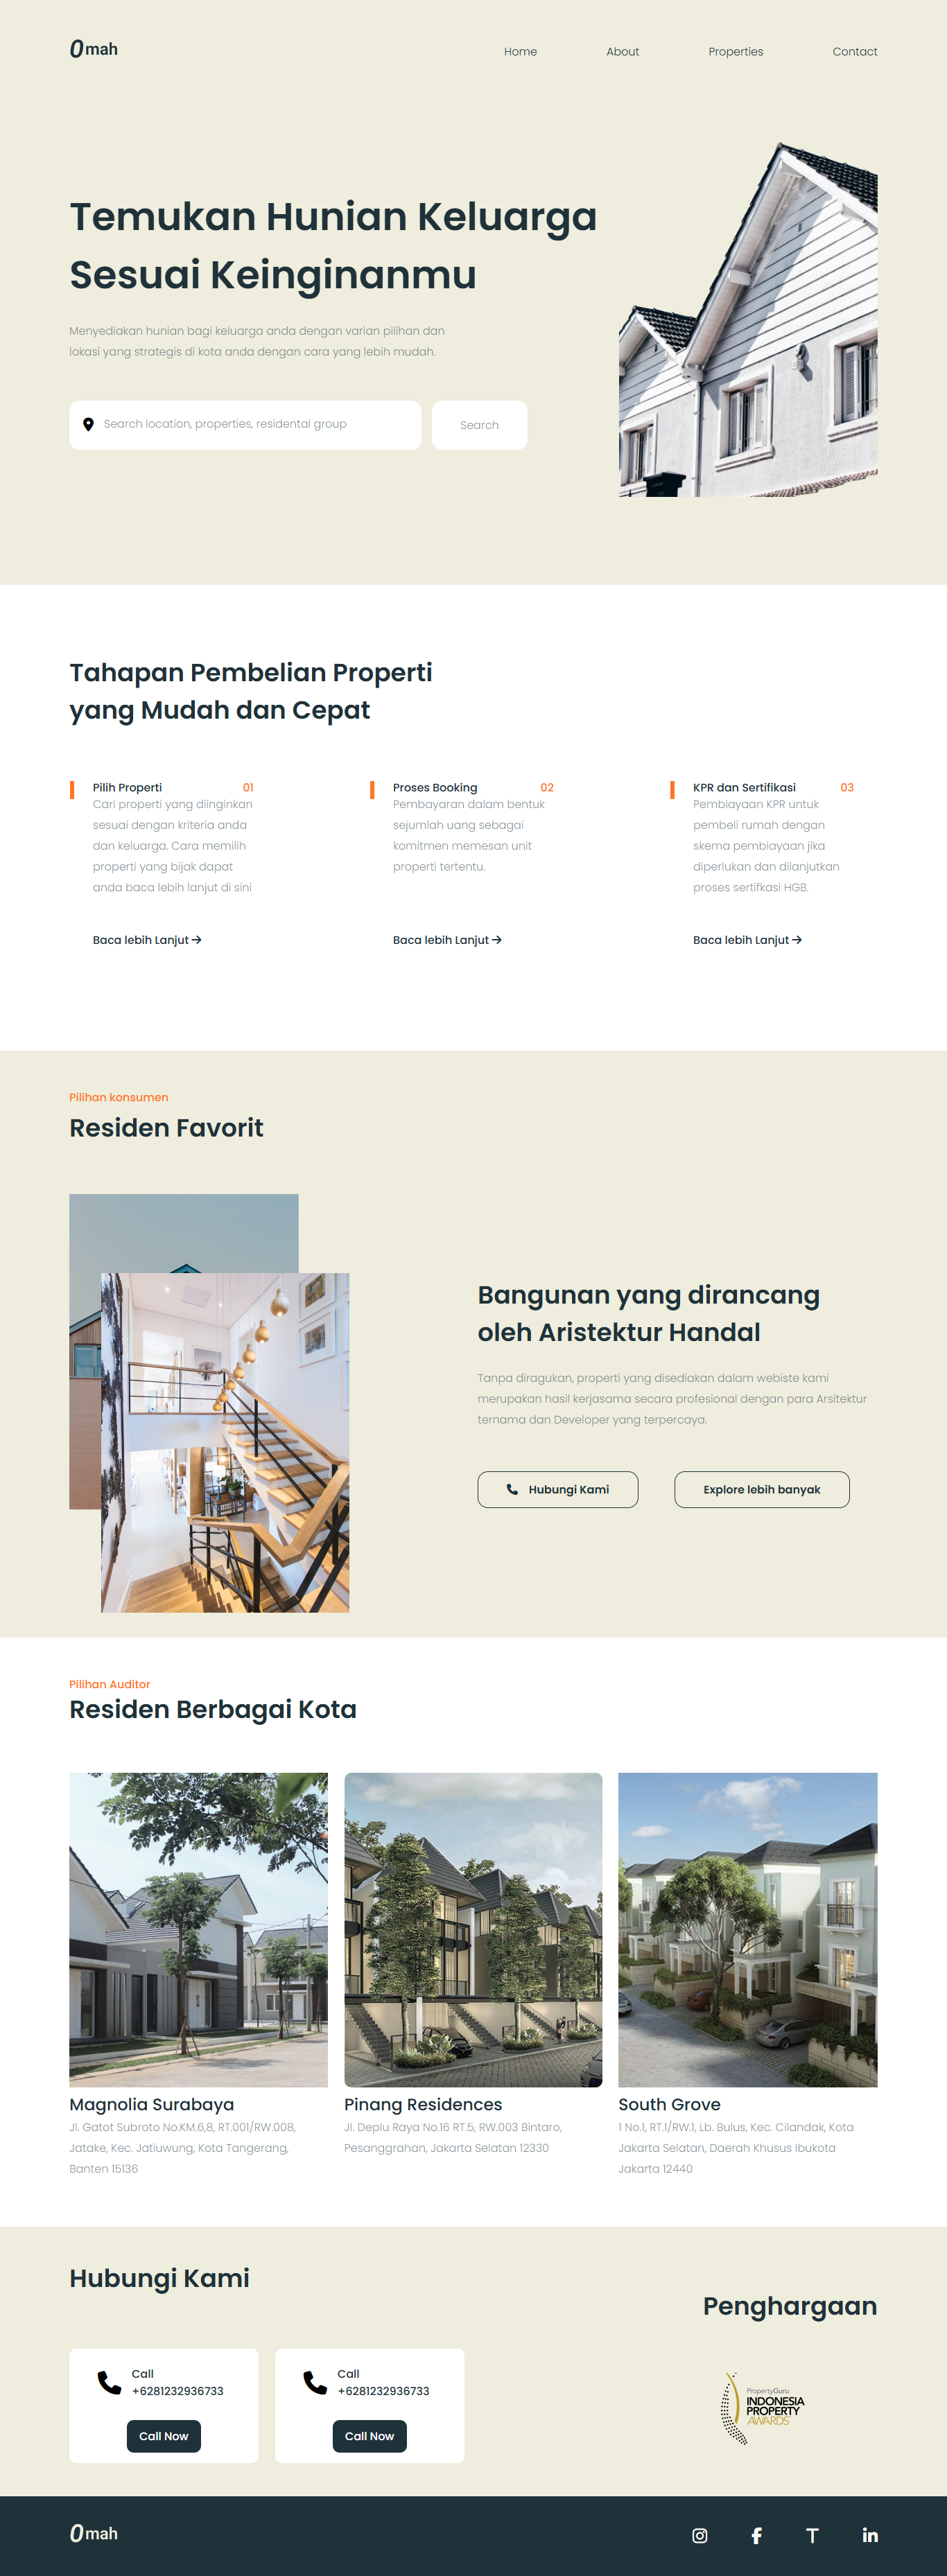 Omah
Home
About
Properties
Contact
Temukan Hunian Keluarga
Sesuai Keinginanmu
Menyediakan hunian bagi keluarga anda dengan varian pilihan dan
lokasi yang strategis di kota anda dengan cara yang lebih mudah.
Search location, properties, residental group
Search
Tahapan Pembelian Properti
yang Mudah dan Cepat
Pilih Properti 01
Cari properti yang diinginkan
sesuai dengan kriteria anda
dan keluarga. Cara memilih
properti yang bijak dapat
anda baca lebih lanjut di sini
Baca lebih Lanjut
Proses Booking 02
Pembayaran dalam bentuk
sejumlah uang sebagai
komitmen memesan unit
properti tertentu.
Baca lebih Lanjut
KPR dan Sertifikasi 03
Pembiayaan KPR untuk
pembeli rumah dengan
skema pembiayaan jika
diperlukan dan dilanjutkan
proses sertifkasi HGB.
Baca lebih Lanjut
Pilihan konsumen
Residen Favorit
Bangunan yang dirancang
oleh Aristektur Handal
Tanpa diragukan, properti yang disediakan dalam webiste kami
merupakan hasil kerjasama secara profesional dengan para Arsitektur
ternama dan Developer yang terpercaya.
Hubungi Kami
Explore lebih banyak
Pilihan Auditor
Residen Berbagai Kota
Magnolia Surabaya
Jl. Gatot Subroto No.KM.6,8, RT.001/RW.008,
Jatake, Kec. Jatiuwung, Kota Tangerang,
Banten 15136
Pinang Residences
Jl. Deplu Raya No.16 RT.5, RW.003 Bintaro,
Pesanggrahan, Jakarta Selatan 12330
South Grove
1 No.1, RT.1/RW.1, Lb. Bulus, Kec. Cilandak, Kota
Jakarta Selatan, Daerah Khusus Ibukota
Jakarta 12440
Hubungi Kami
Call
+6281232936733
Call Now
Call
+6281232936733
Call Now
Penghargaan
PropertyGuru
INDONESIA
PROPERTY
AWARDS
Omah